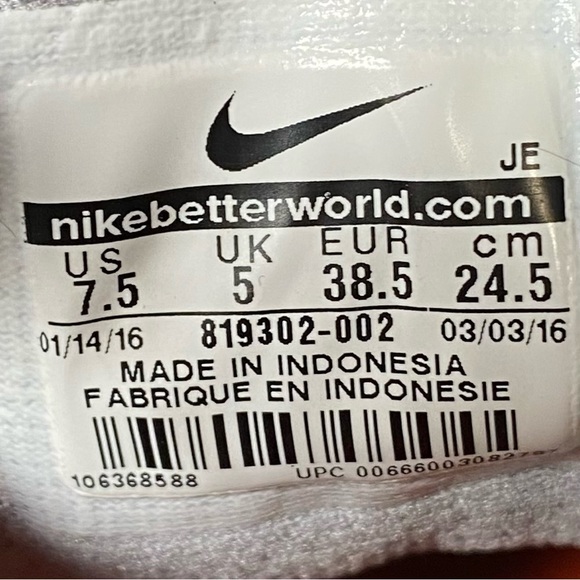 JE
nikebetterworld.com
US UK EUR cm
7.5 5 38.5 24.5
01/14/16 819302-002 03/03/16
MADE IN INDONESIA
FABRIQUE EN INDONESIE
106368588 UPC